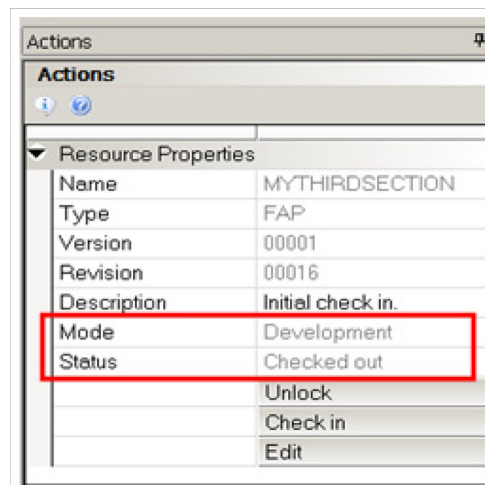 Actions
Actions
Resource Properties
Name MYTHIRDSECTION
Type FAP
Version 00001
Revision 00016
Description Initial check in.
Mode Development
Status Checked out
Unlock
Check in
Edit